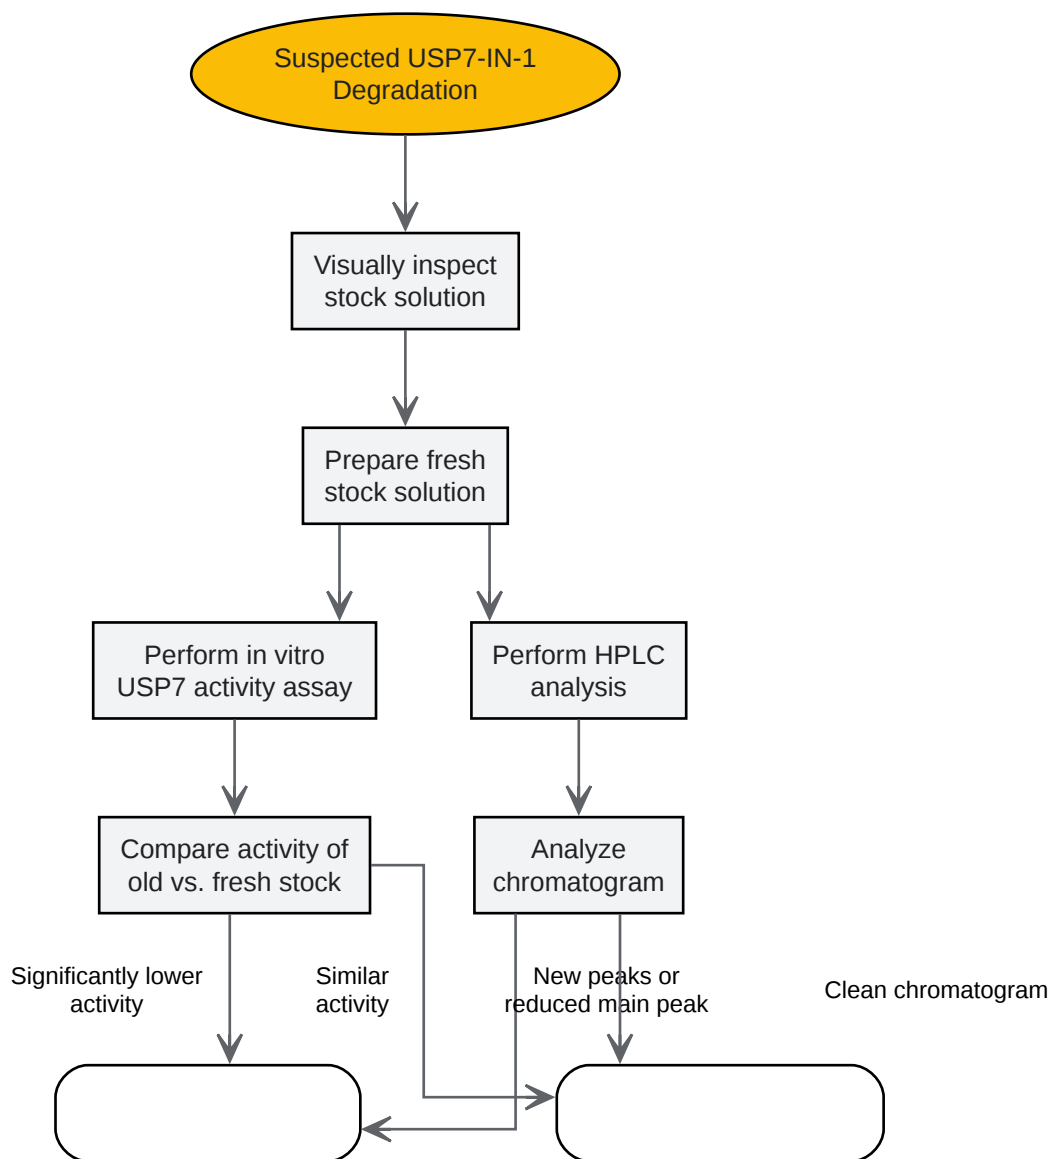 Suspected USP7-IN-1
Degradation
Visually inspect
stock solution
Prepare fresh
stock solution
Perform in vitro
USP7 activity assay
Perform HPLC
analysis
Compare activity of
old vs. fresh stock
Analyze
chromatogram
Significantly lower
activity
Similar
activity
New peaks or
reduced main peak
Clean chromatogram